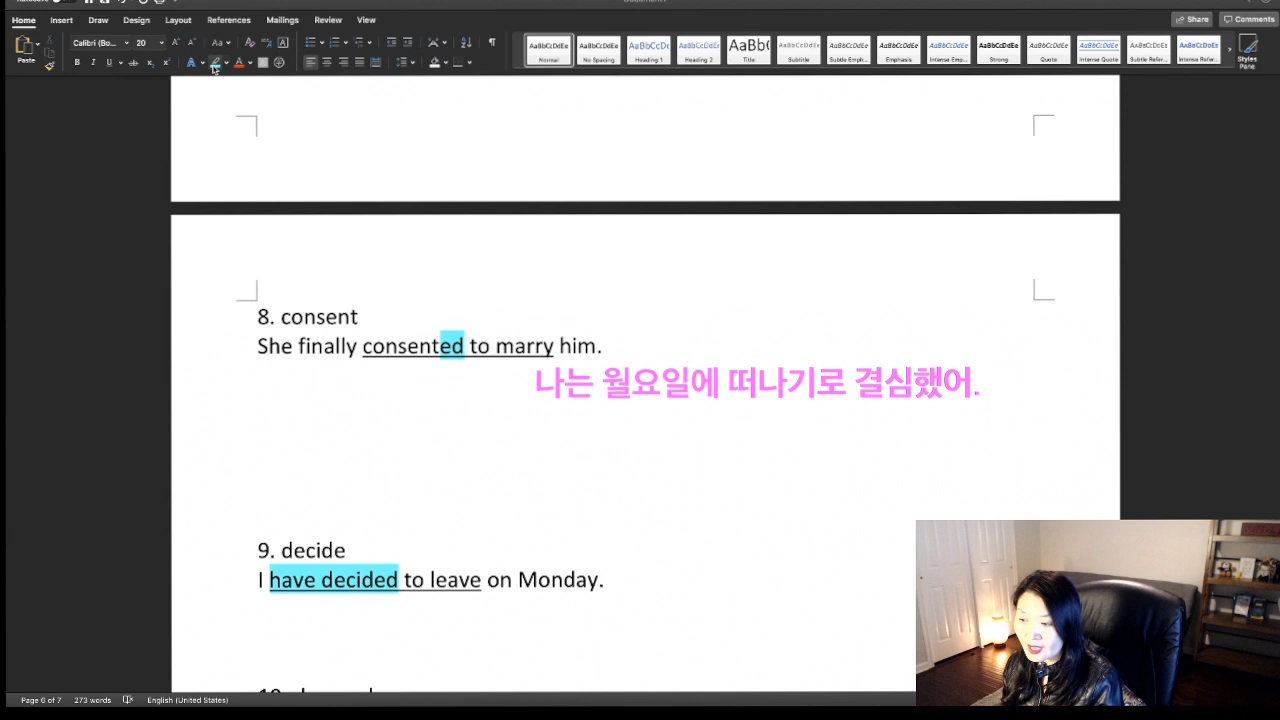 Home Insert Draw Design Layout References Mailings Review View
Share Comments
Calibri (Bo... 20 Aa
Paste
AaBbCcDdEe AaBbCcDdEe AaBbCcDc AaBbCcDdEe AaBb( AaBbCcDdEe AaBbCcDdEe AaBbCcDdEe AaBbCcDdEe AaBbCcDdEe AaBbCcDdEe AaBbCcDdEe AaBbCcDdEe AaBbCcDdEe
Normal No Spacing Heading 1 Heading 2 Title Subtitle Subtle Emph... Emphasis Intense Emp... Strong Quote Intense Quote Subtle Refer... Intense Refer...
Styles Pane
8. consent
She finally consented to marry him.
나는 월요일에 떠나기로 결심했어.
9. decide
I have decided to leave on Monday.
Page 6 of 7 273 words English (United States)